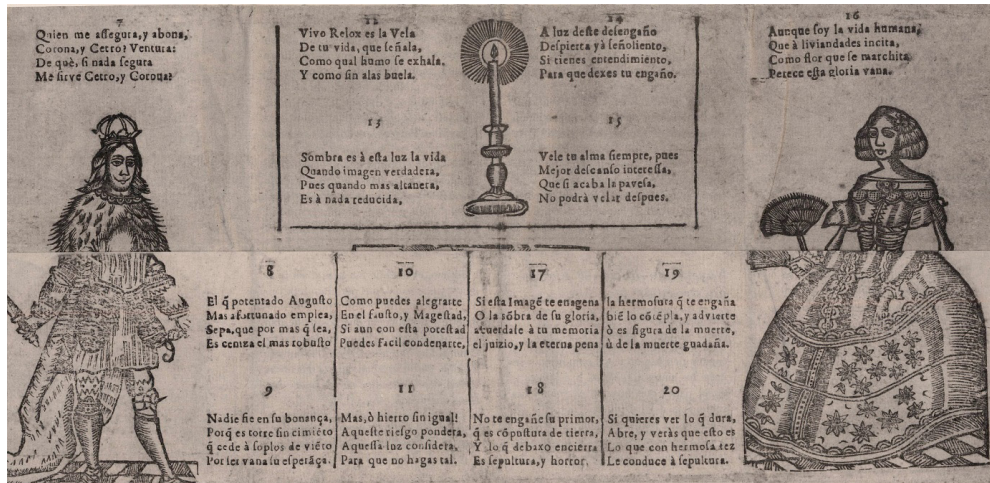 7
Quien me assegura, y abona,
Corona, y Cetro? Ventura:
De què, si nada segura
Me sirve Cetro, y Corona?
12
Vivo Relox es la Vela
De tu vida, que señala,
Como qual humo se exhala,
Y como sin alas buela.
13
Sombra es à esta luz la vida
Quando imagen verdadera,
Pues quando mas altanera,
Es à nada reducida,
14
A luz deste desengaño
Despierta yà señoliento,
Si tienes entendimiento,
Para que dexes tu engaño.
15
Vele tu alma siempre, pues
Mejor descanso interessa,
Que si acaba la pavesa,
No podrà velar despues.
16
Aunque soy la vida humana,
Que à liviandades incita,
Como flor que se marchita
Perece esta gloria vana.
8
El q̃ potentado Augusto
Mas afortunado emplea,
Sepa, que por mas q̃ sea,
Es ceniza el mas robusto
9
Nadie fie en su bonança,
Porq̃ es torre sin cimiẽto
q̃ cede à soplos de viẽto
Por ser vana su esperãça.
10
Como puedes alegrarte
En el fausto, y Magestad,
Si aun con esta potestad
Puedes facil condenarte,
11
Mas, ò hierro sin igual!
Aqueste riesgo pondera,
Aquessa luz considera,
Para que no hagas tal.
17
Si esta Imagẽ te enagena
O la sõbra de su gloria,
acuerdale à tu memoria
el juizio, y la eterna pena
18
No te engañe su primor,
q̃ es cõpustura de tierra,
Y lo q̃ debaxo encierra
Es sepultura, y horror.
19
la hermosura q̃ te engaña
biẽ lo cõtẽpla, y advierte
ò es figura de la muerte,
ù de la muerte guadaña.
20
Si quieres ver lo q̃ dura,
Abre, y veràs que esto es
Lo que con hermosa tez
Le conduce à sepultura.